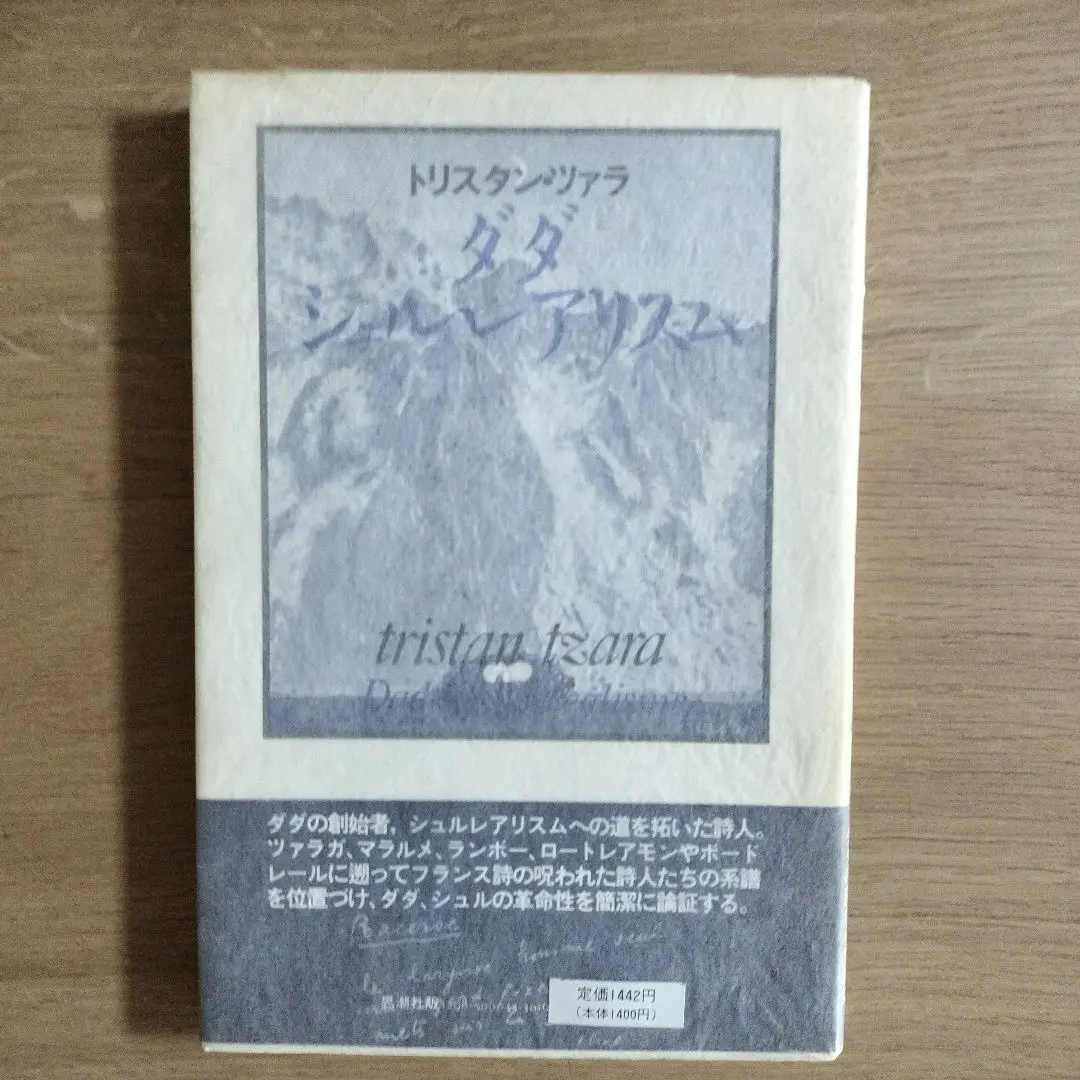 トリスタン・ツァラ
ダダ
シュルレアリスム
tristan tzara
ダダの創始者，シュルレアリスムへの道を拓いた詩人。
ツァラガ、マラルメ、ランボー、ロートレアモンやボード
レールに遡ってフランス詩の呪われた詩人たちの系譜
を位置づけ、ダダ、シュルの革命性を簡潔に論証する。
思潮社版
定価1442円
（本体1400円）